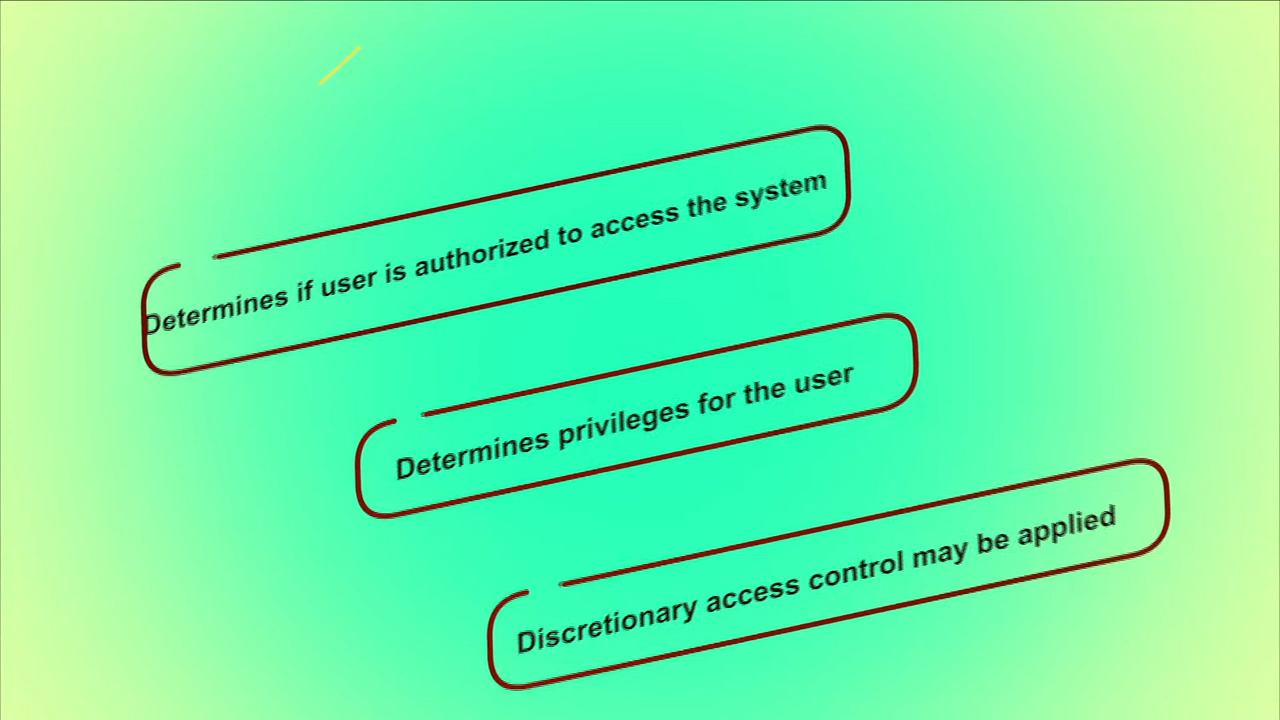 Determines if user is authorized to access the system
Determines privileges for the user
Discretionary access control may be applied